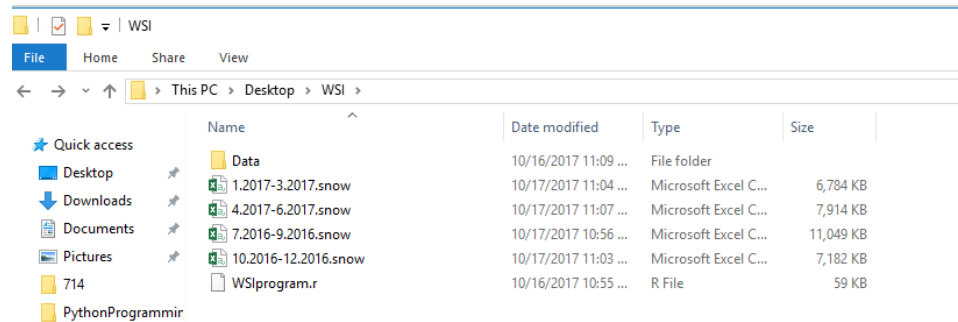 WSI
File Home Share View
This PC > Desktop > WSI >
Name Date modified Type Size
Quick access
Desktop
Downloads
Documents
Pictures
714
PythonProgrammin
Data 10/16/2017 11:09 ... File folder
1.2017-3.2017.snow 10/17/2017 11:04 ... Microsoft Excel C... 6,784 KB
4.2017-6.2017.snow 10/17/2017 11:07 ... Microsoft Excel C... 7,914 KB
7.2016-9.2016.snow 10/17/2017 10:56 ... Microsoft Excel C... 11,049 KB
10.2016-12.2016.snow 10/17/2017 11:03 ... Microsoft Excel C... 7,182 KB
WSIprogram.r 10/16/2017 10:55 ... R File 59 KB